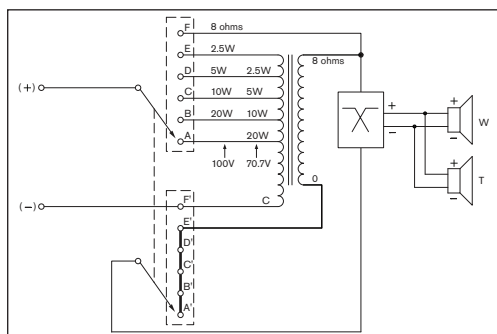 F 8 ohms
E 2.5W
8 ohms
D 5W 2.5W
(+)
C 10W 5W
+
+ W
B 20W 10W
-
-
A 20W
+ T
100V 70.7V
-
0
C
(-)
F'
E'
D'
C'
B'
A'